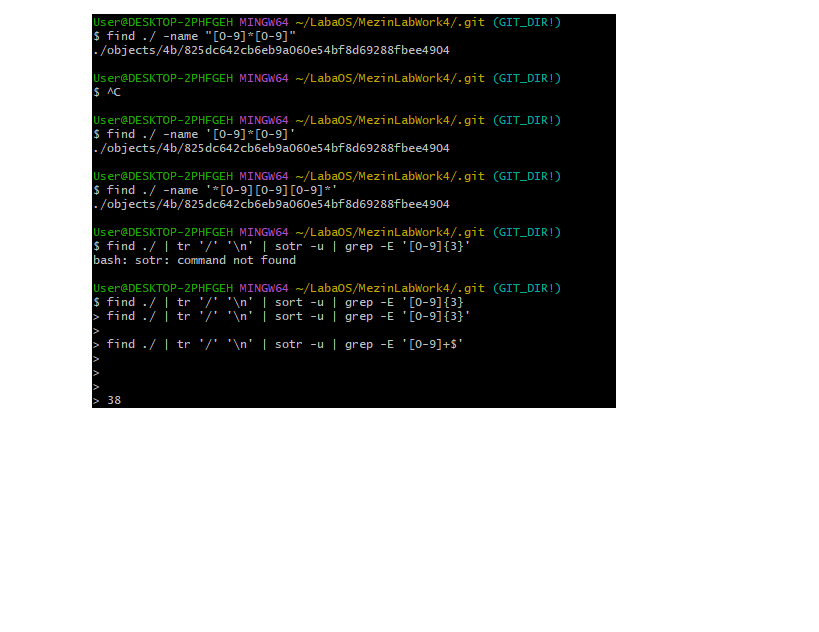 User@DESKTOP-2PHFGEH MINGW64 ~/LabaOS/MezinLabWork4/.git (GIT_DIR!)
$ find ./ -name "[0-9]*[0-9]"
./objects/4b/825dc642cb6eb9a060e54bf8d69288fbee4904
User@DESKTOP-2PHFGEH MINGW64 ~/LabaOS/MezinLabWork4/.git (GIT_DIR!)
$ ^C
User@DESKTOP-2PHFGEH MINGW64 ~/LabaOS/MezinLabWork4/.git (GIT_DIR!)
$ find ./ -name '[0-9]*[0-9]'
./objects/4b/825dc642cb6eb9a060e54bf8d69288fbee4904
User@DESKTOP-2PHFGEH MINGW64 ~/LabaOS/MezinLabWork4/.git (GIT_DIR!)
$ find ./ -name '*[0-9][0-9][0-9]*'
./objects/4b/825dc642cb6eb9a060e54bf8d69288fbee4904
User@DESKTOP-2PHFGEH MINGW64 ~/LabaOS/MezinLabWork4/.git (GIT_DIR!)
$ find ./ | tr '/' '\n' | sotr -u | grep -E '[0-9]{3}'
bash: sotr: command not found
User@DESKTOP-2PHFGEH MINGW64 ~/LabaOS/MezinLabWork4/.git (GIT_DIR!)
$ find ./ | tr '/' '\n' | sort -u | grep -E '[0-9]{3}
> find ./ | tr '/' '\n' | sort -u | grep -E '[0-9]{3}'
>
> find ./ | tr '/' '\n' | sotr -u | grep -E '[0-9]+$'
>
>
>
> 38